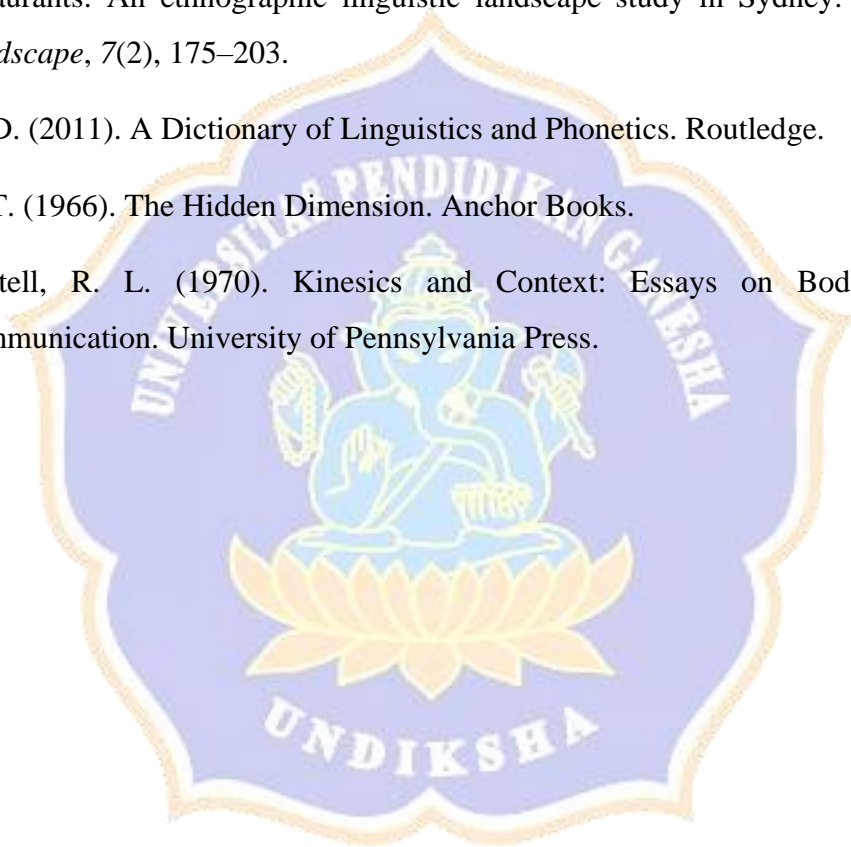 aurants: An ethnographic linguistic landscape study in Sydney.
dscape, 7(2), 175–203.
D. (2011). A Dictionary of Linguistics and Phonetics. Routledge.
T. (1966). The Hidden Dimension. Anchor Books.
UNIVERSITAS PENDIDIKAN GANESHA
tell, R. L. (1970). Kinesics and Context: Essays on Bod
munication. University of Pennsylvania Press.
UNDIKSHA